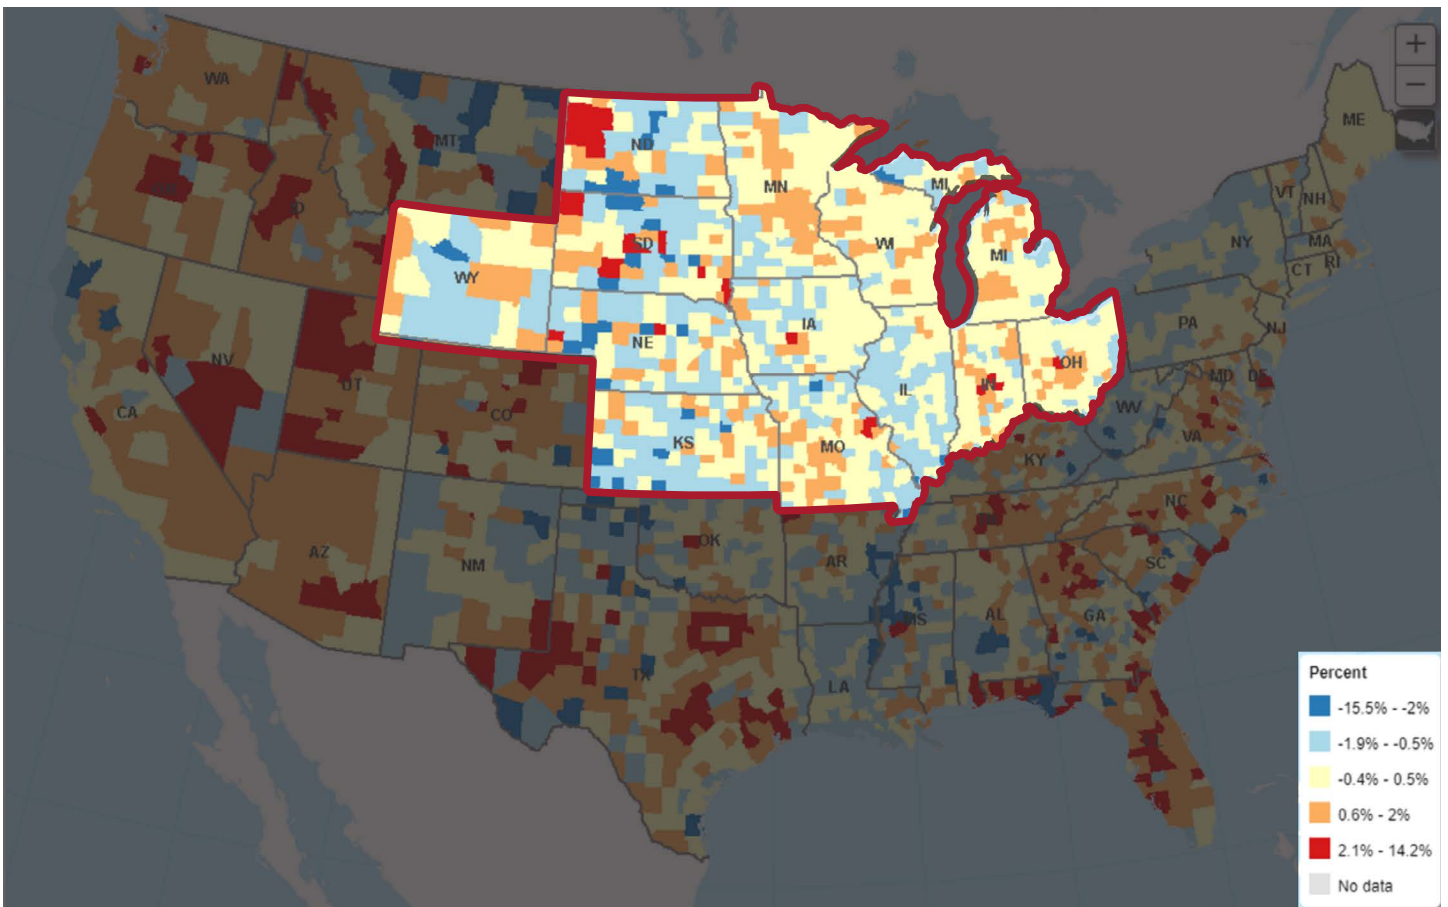 +
−
WA
MT
ND
MN
MI
ME
VT
NH
NY
MA
CT
RI
ID
SD
WI
MI
WY
IA
NE
PA
NJ
NV
UT
CO
IL
IN
OH
MD
DE
WV
VA
CA
KS
MO
KY
NC
AZ
NM
OK
AR
SC
MS
AL
GA
TX
LA
Percent
-15.5% - -2%
-1.9% - -0.5%
-0.4% - 0.5%
0.6% - 2%
2.1% - 14.2%
No data